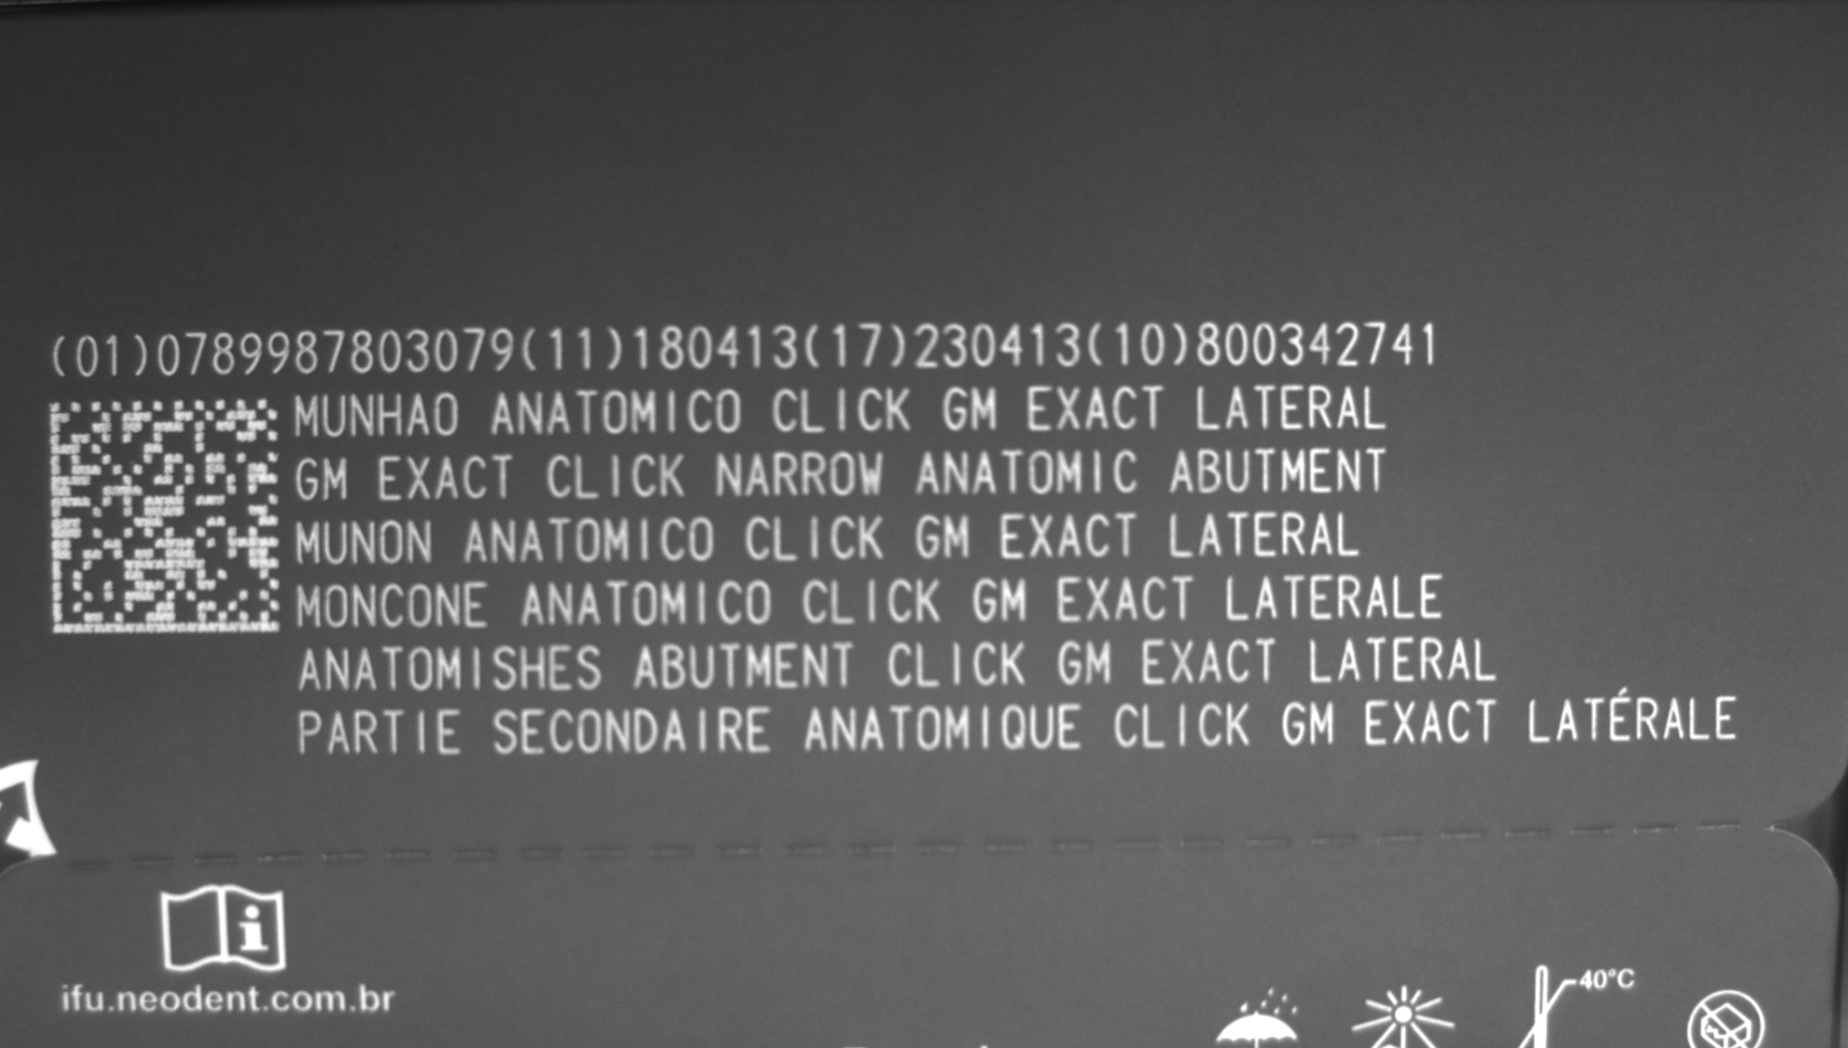 (01)0789987803079(11)180413(17)230413(10)800342741
MUNHAO ANATOMICO CLICK GM EXACT LATERAL
GM EXACT CLICK NARROW ANATOMIC ABUTMENT
MUNON ANATOMICO CLICK GM EXACT LATERAL
MONCONE ANATOMICO CLICK GM EXACT LATERALE
ANATOMISHES ABUTMENT CLICK GM EXACT LATERAL
PARTIE SECONDAIRE ANATOMIQUE CLICK GM EXACT LATÉRALE
ifu.neodent.com.br
40°C